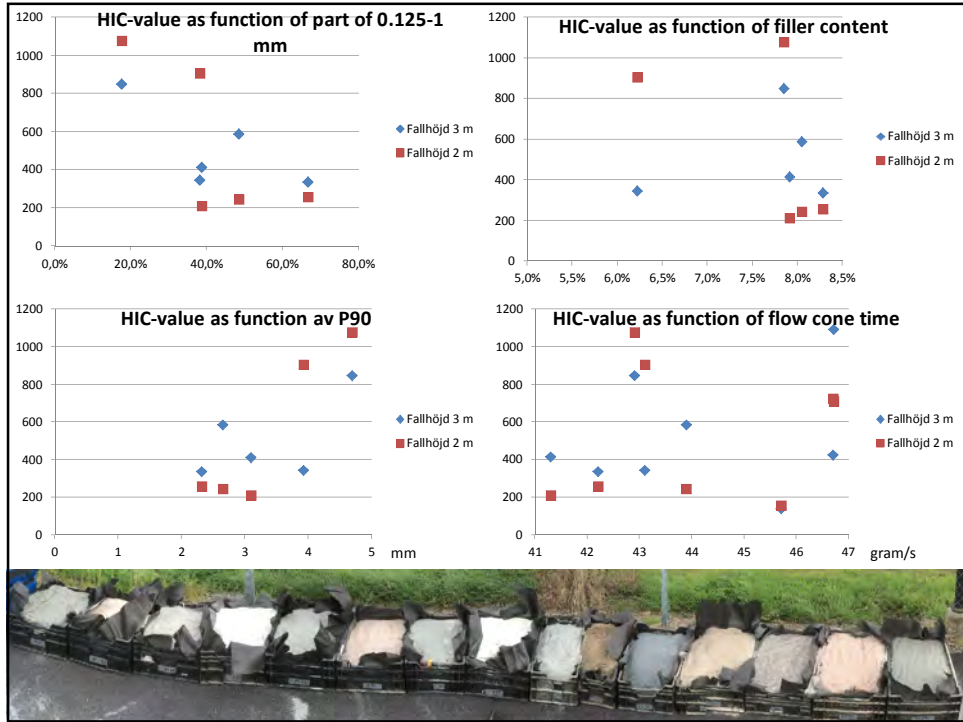 HIC-value as function of part of 0.125-1
mm
1200
1000
800
600
400
200
0
0,0% 20,0% 40,0% 60,0% 80,0%
Fallhöjd 3 m
Fallhöjd 2 m
HIC-value as function of filler content
1200
1000
800
600
400
200
0
5,0% 5,5% 6,0% 6,5% 7,0% 7,5% 8,0% 8,5%
Fallhöjd 3 m
Fallhöjd 2 m
HIC-value as function av P90
1200
1000
800
600
400
200
0
0 1 2 3 4 5 mm
Fallhöjd 3 m
Fallhöjd 2 m
HIC-value as function of flow cone time
1200
1000
800
600
400
200
0
41 42 43 44 45 46 47 gram/s
Fallhöjd 3 m
Fallhöjd 2 m